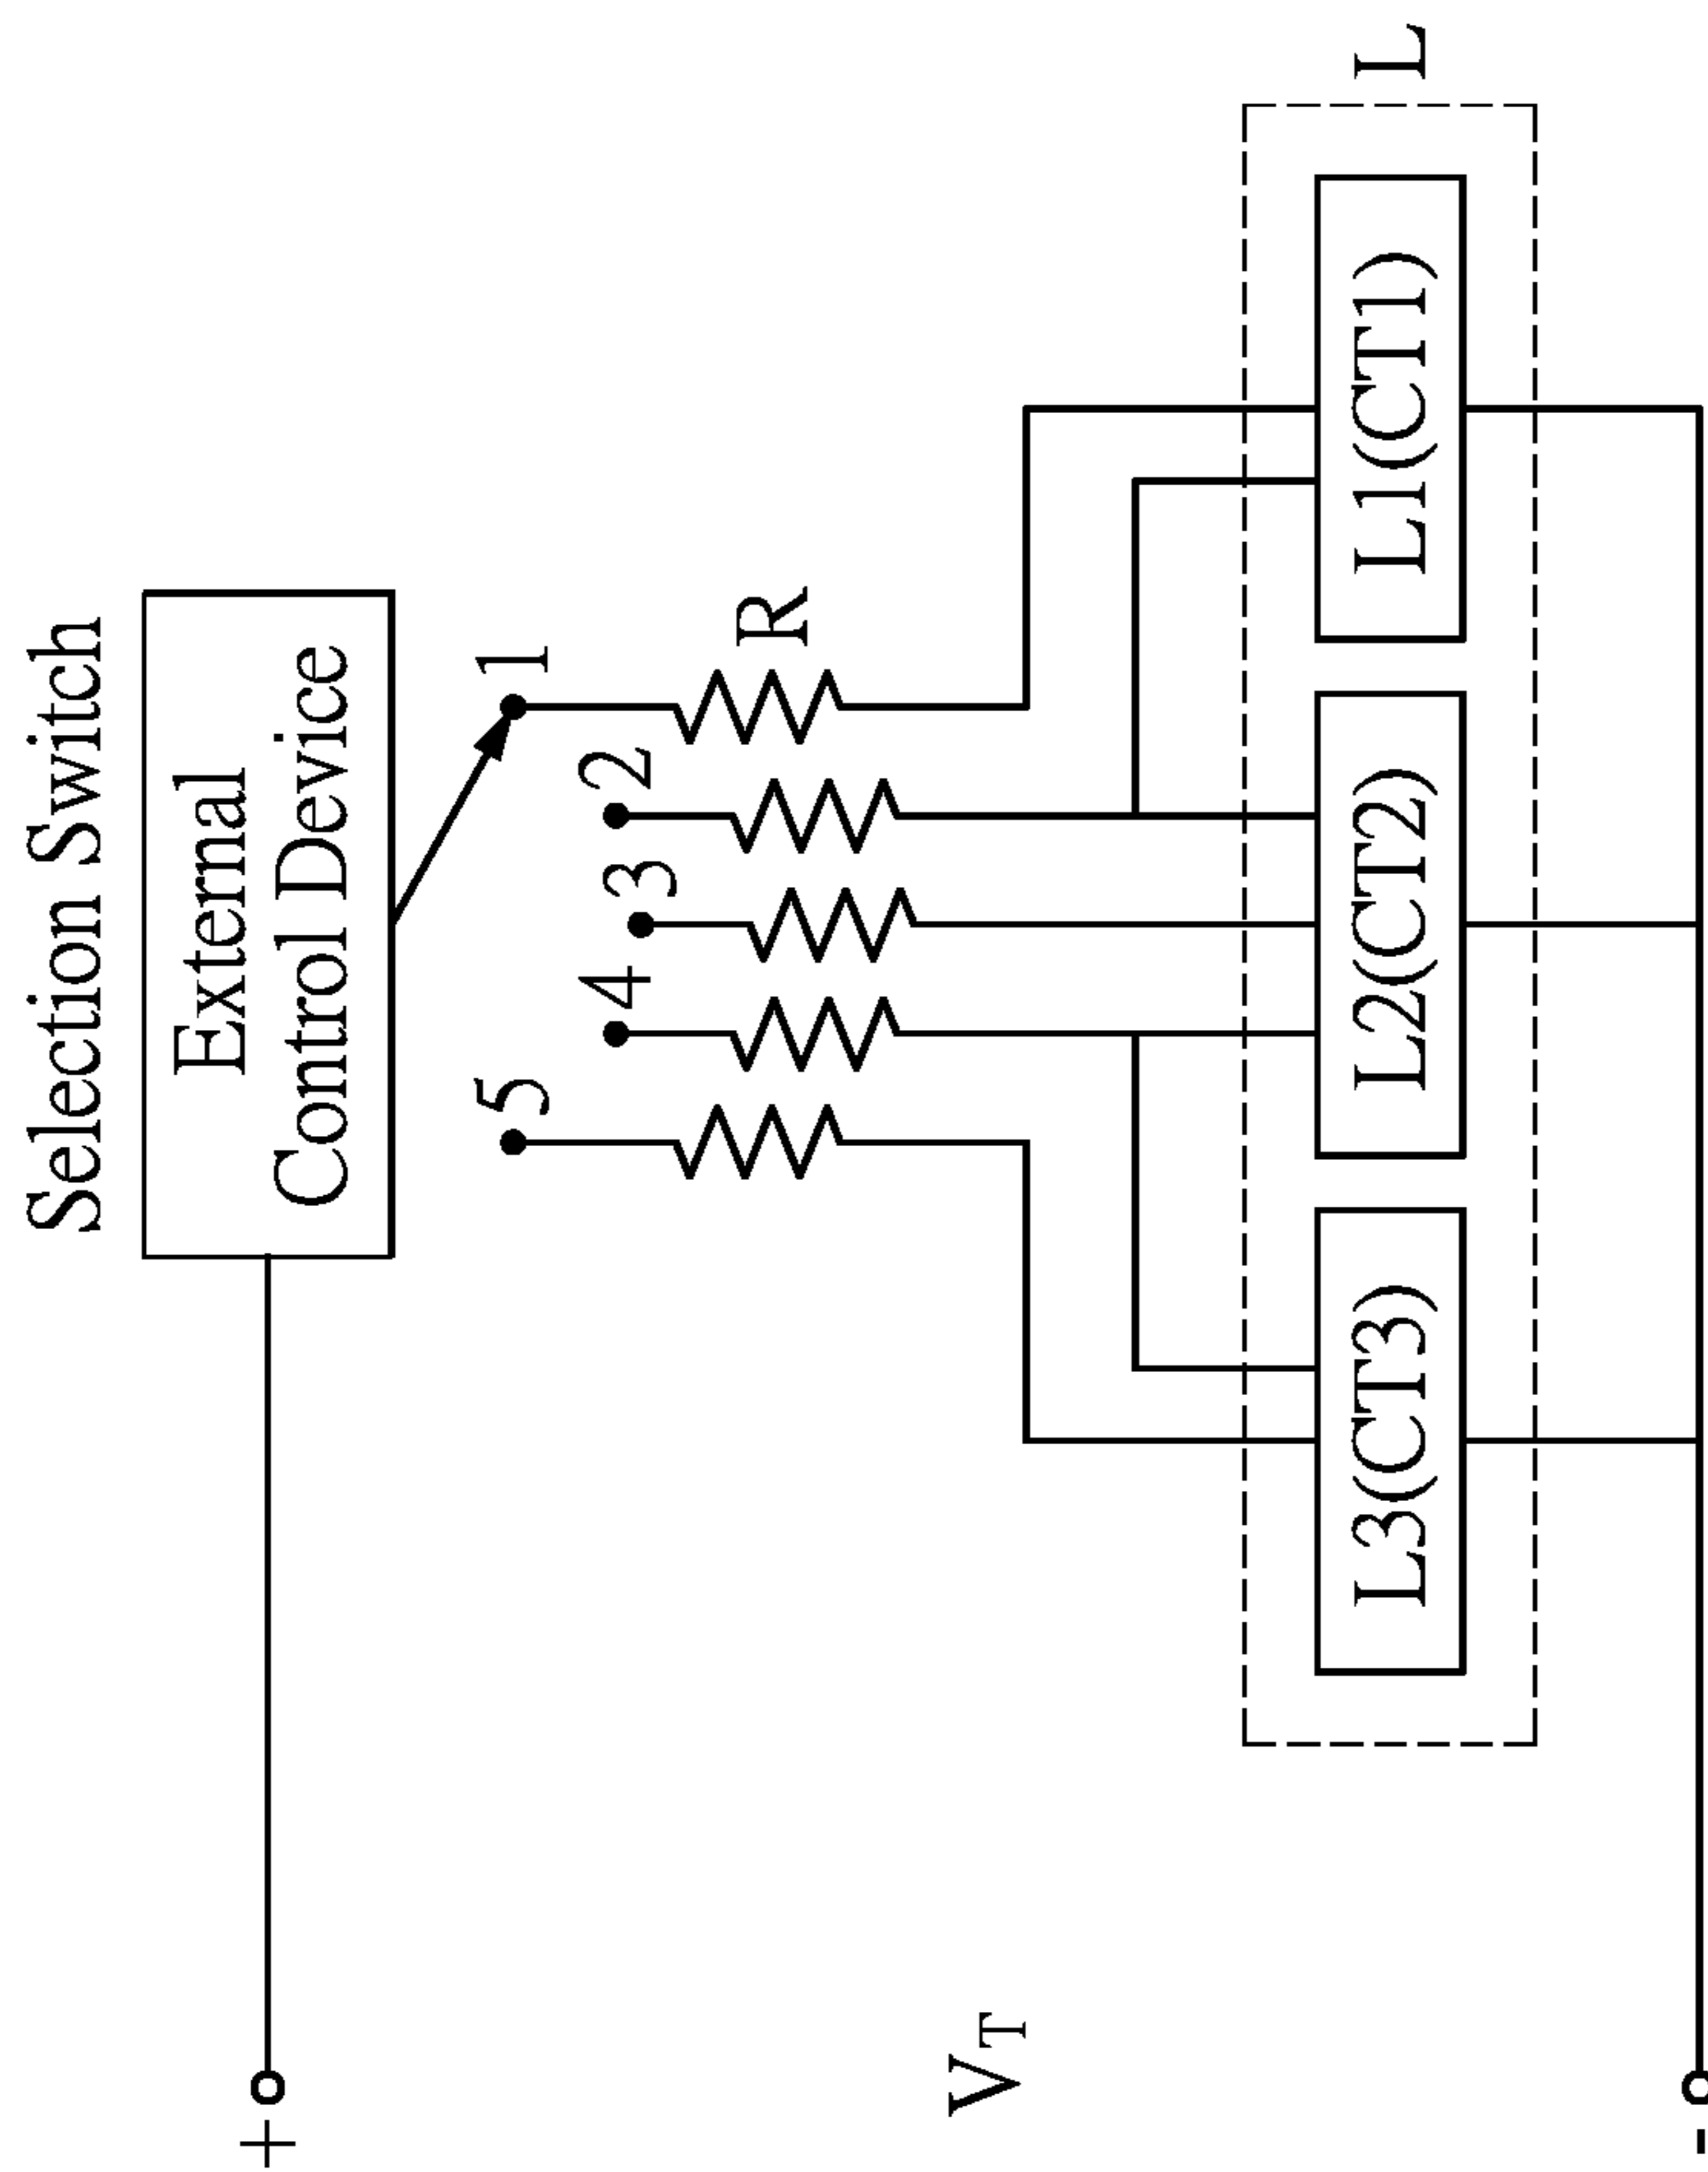 Selection Switch
External
Control Device
+
5
4
3
2
1
R
VT
L3(CT3)
L2(CT2)
L1(CT1)
L
-